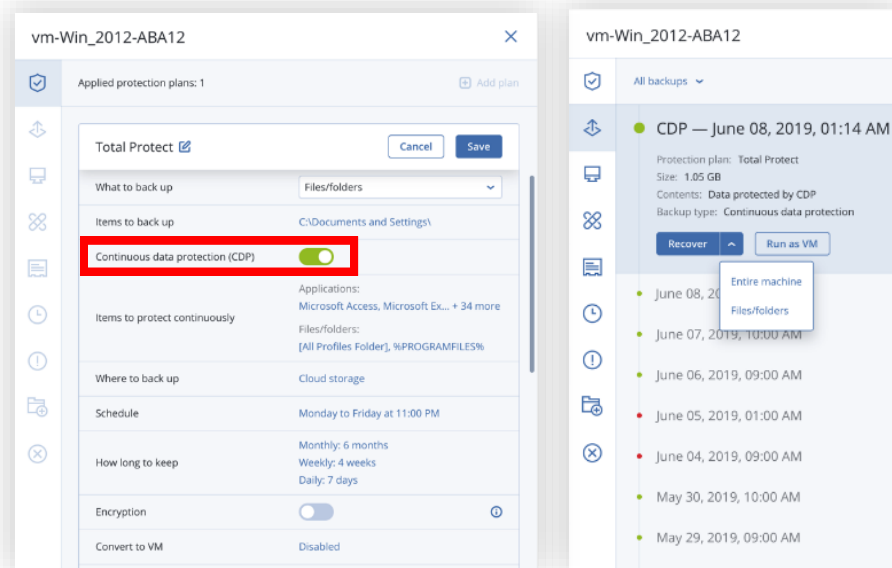 vm-Win_2012-ABA12
Applied protection plans: 1
Add plan
Total Protect
Cancel
Save
What to back up
Files/folders
Items to back up
C:\Documents and Settings\
Continuous data protection (CDP)
Items to protect continuously
Applications:
Microsoft Access, Microsoft Ex... + 34 more
Files/folders:
[All Profiles Folder], %PROGRAMFILES%
Where to back up
Cloud storage
Schedule
Monday to Friday at 11:00 PM
How long to keep
Monthly: 6 months
Weekly: 4 weeks
Daily: 7 days
Encryption
Convert to VM
Disabled
vm-Win_2012-ABA12
All backups
CDP — June 08, 2019, 01:14 AM
Protection plan: Total Protect
Size: 1.05 GB
Contents: Data protected by CDP
Backup type: Continuous data protection
Recover
Run as VM
Entire machine
Files/folders
June 08, 20
June 07, 2019, 10:00 AM
June 06, 2019, 09:00 AM
June 05, 2019, 01:00 AM
June 04, 2019, 09:00 AM
May 30, 2019, 10:00 AM
May 29, 2019, 09:00 AM